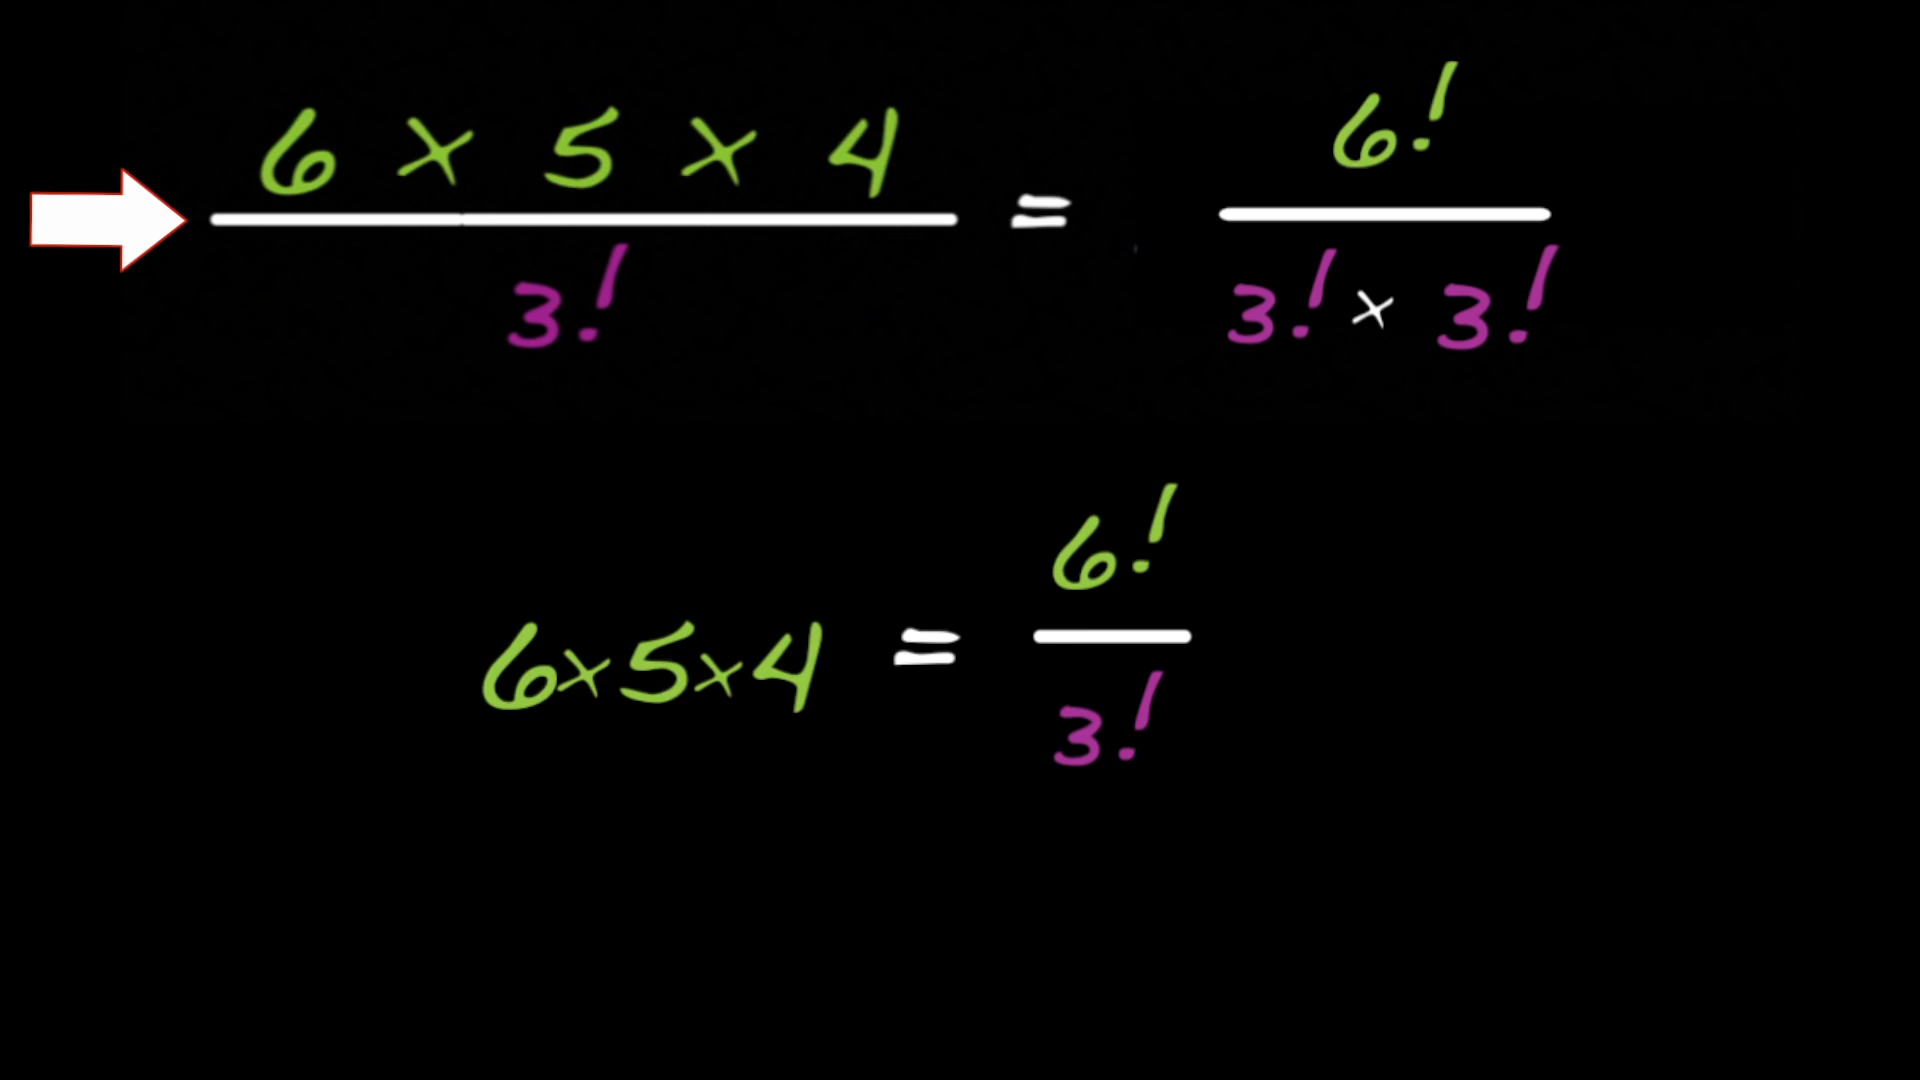 6 × 5 × 4 / 3! = 6! / 3! × 3!
6×5×4 = 6! / 3!